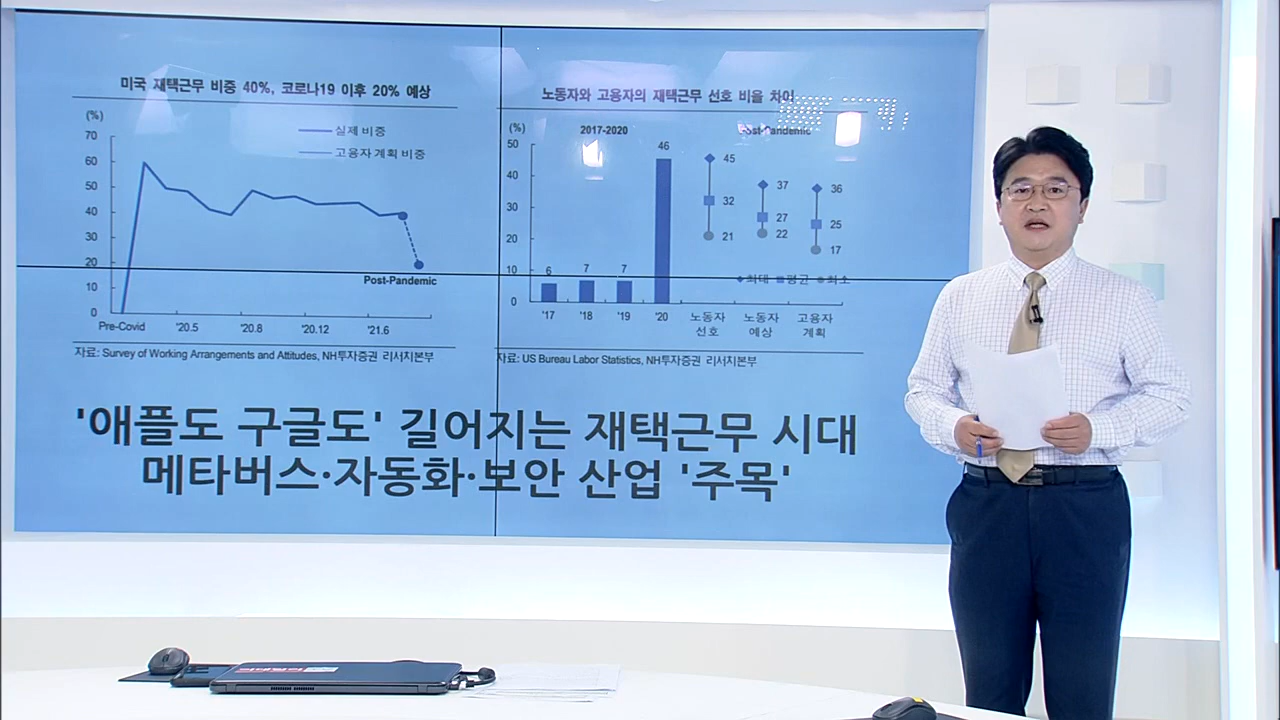 미국 재택근무 비중 40%, 코로나19 이후 20% 예상
(%)
70
60
50
40
30
20
10
0
실제 비중
고용자 계획 비중
Post-Pandemic
Pre-Covid '20.5 '20.8 '20.12 '21.6
자료: Survey of Working Arrangements and Attitudes, NH투자증권 리서치본부
노동자와 고용자의 재택근무 선호 비율 차이
(%)
2017-2020
Post-Pandemic
50
40
30
20
10
0
6
7
7
46
45
32
21
37
27
22
36
25
17
최대 평균 최소
'17 '18 '19 '20
노동자 선호
노동자 예상
고용자 계획
자료: US Bureau Labor Statistics, NH투자증권 리서치본부
'애플도 구글도' 길어지는 재택근무 시대
메타버스·자동화·보안 산업 '주목'